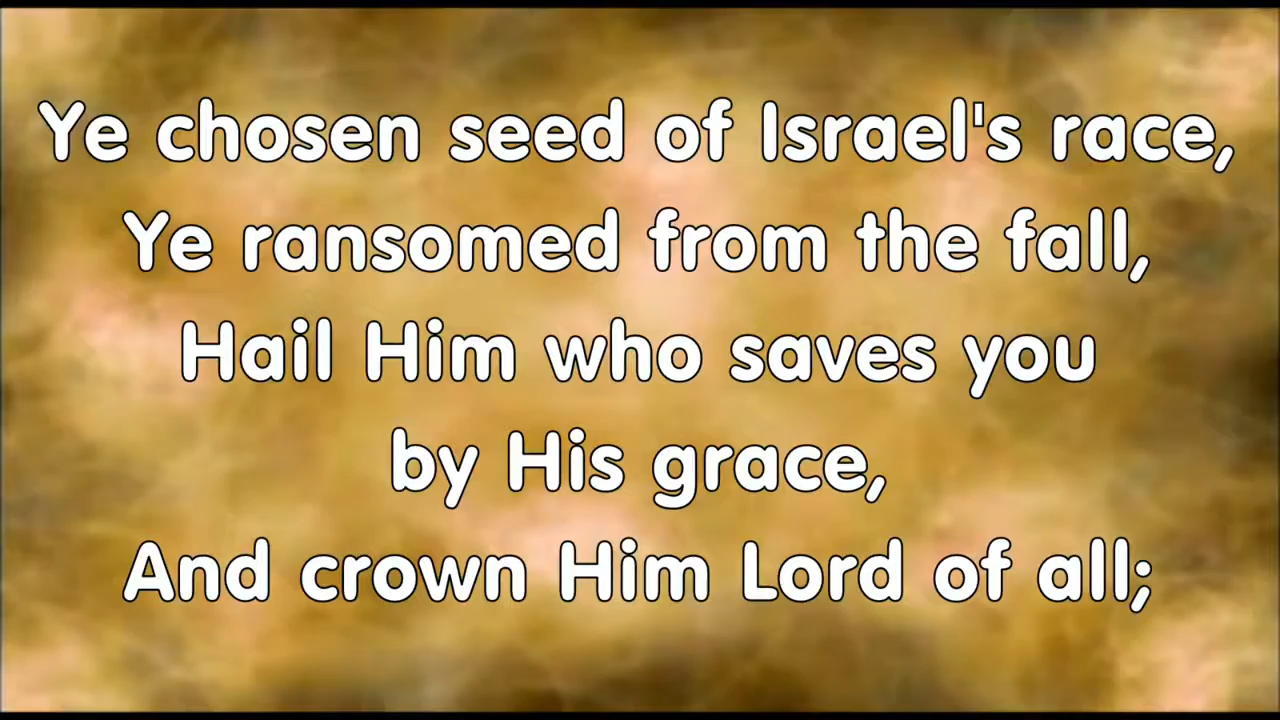 Ye chosen seed of Israel's race,
Ye ransomed from the fall,
Hail Him who saves you
by His grace,
And crown Him Lord of all;